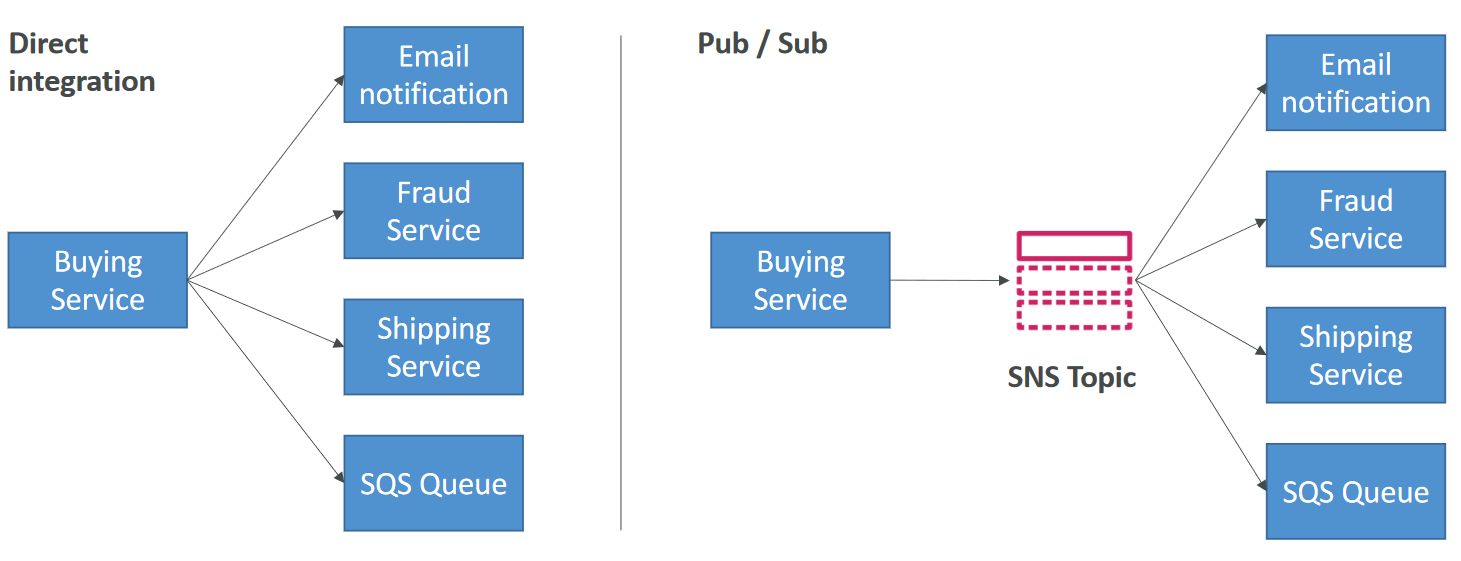 Direct
integration
Email
notification
Fraud
Service
Buying
Service
Shipping
Service
SQS Queue
Pub / Sub
Buying
Service
SNS Topic
Email
notification
Fraud
Service
Shipping
Service
SQS Queue